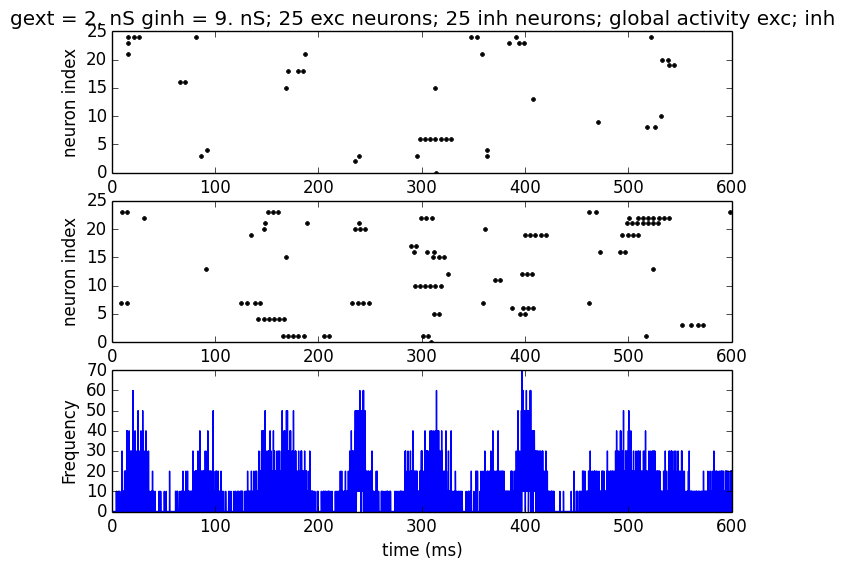 gext = 2. nS ginh = 9. nS; 25 exc neurons; 25 inh neurons; global activity exc; inh
25
20
15
10
5
0
neuron index
0 100 200 300 400 500 600
25
20
15
10
5
0
neuron index
0 100 200 300 400 500 600
70
60
50
40
30
20
10
0
Frequency
0 100 200 300 400 500 600
time (ms)